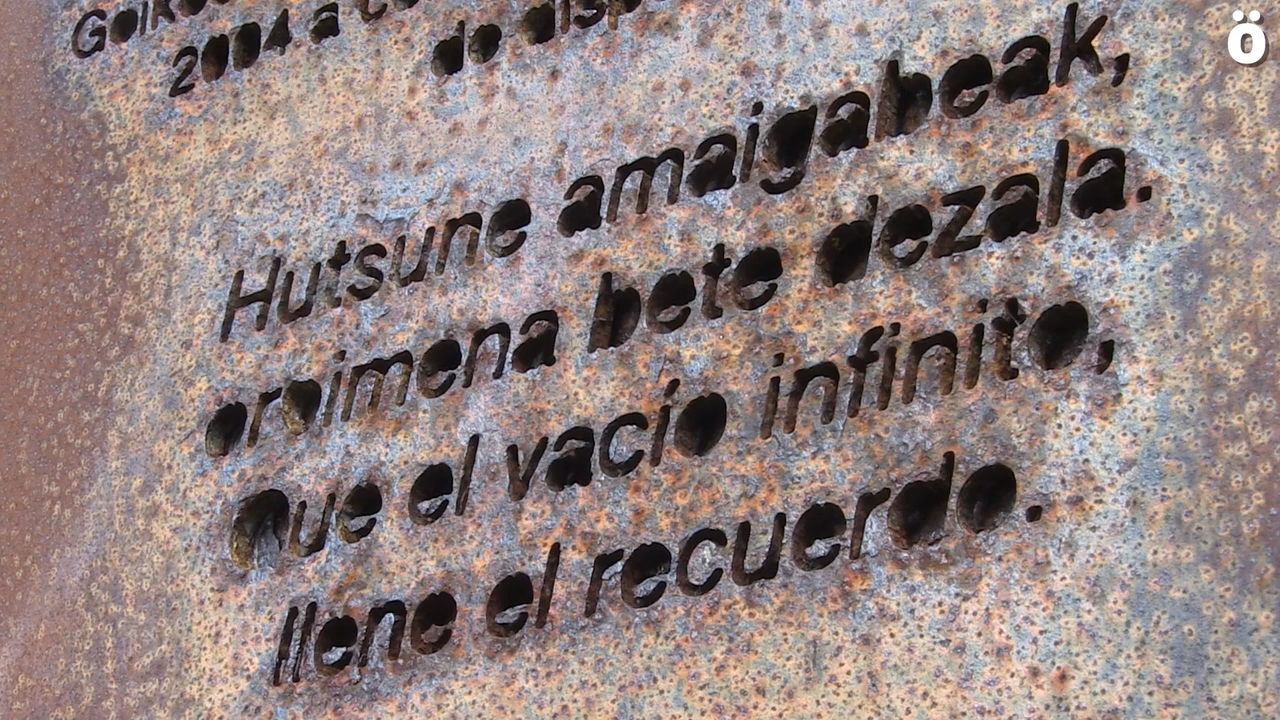 2004 a
Hutsune amaigabeak,
oroimena bete dezala.
Que el vacío infinito,
llene el recuerdo.
ö